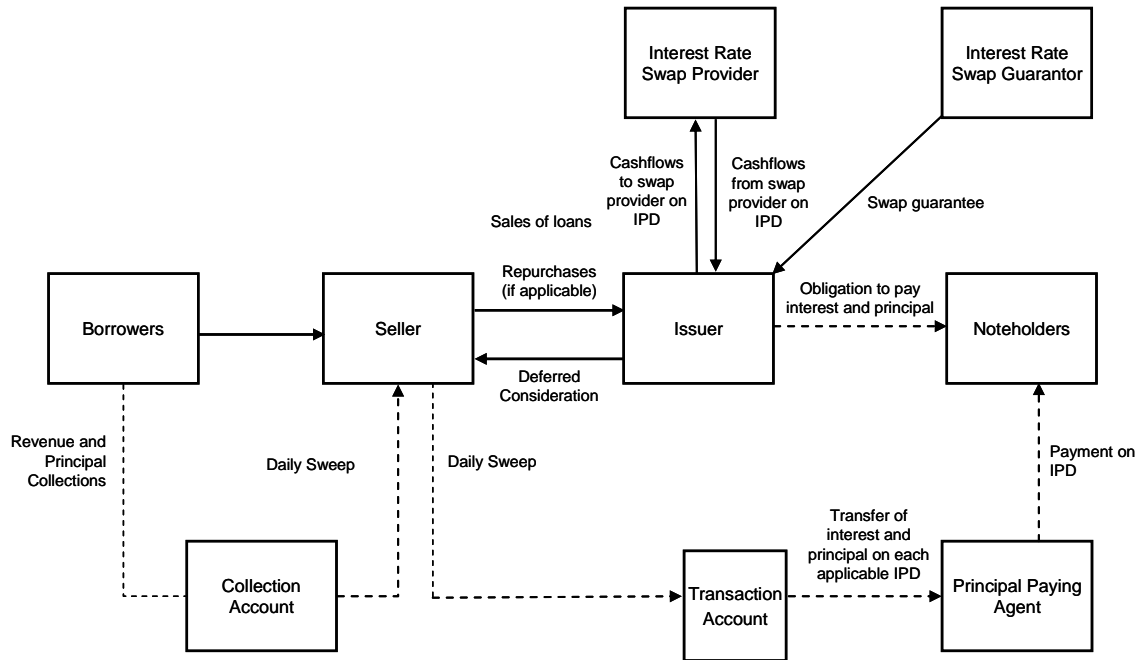 Interest Rate
Swap Provider
Interest Rate
Swap Guarantor
Cashflows
to swap
provider on
IPD
Cashflows
from swap
provider on
IPD
Swap guarantee
Sales of loans
Repurchases
(if applicable)
Obligation to pay
interest and principal
Borrowers
Seller
Issuer
Noteholders
Deferred
Consideration
Revenue and
Principal
Collections
Daily Sweep
Daily Sweep
Payment on
IPD
Transfer of
interest and
principal on each
applicable IPD
Collection
Account
Transaction
Account
Principal Paying
Agent